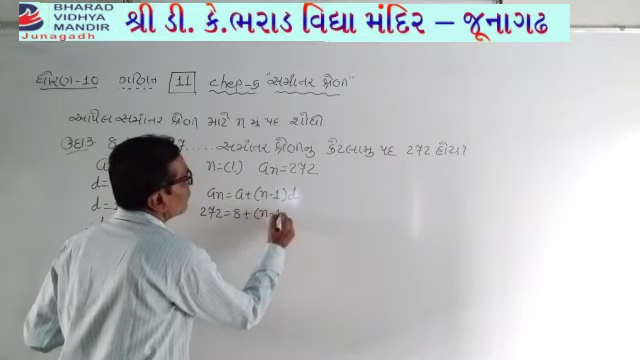 BHARAD
VIDHYA
MANDIR
Junagadh
શ્રી ડી. કે.ભરાડ વિદ્યા મંદિર – જૂનાગઢ
ધોરણ-10 ગણિત 11 chep-5 "સમાંતર શ્રેણી"
આપેલ સમાંતર શ્રેણી માટે n મુ પદ શોધો
8 ..... સમાંતર શ્રેણીનુ કેટલામુ પદ 272 હોય?
n=(?) an=272
d=
an=a+(n-1)d
d=
272=8+(n-1